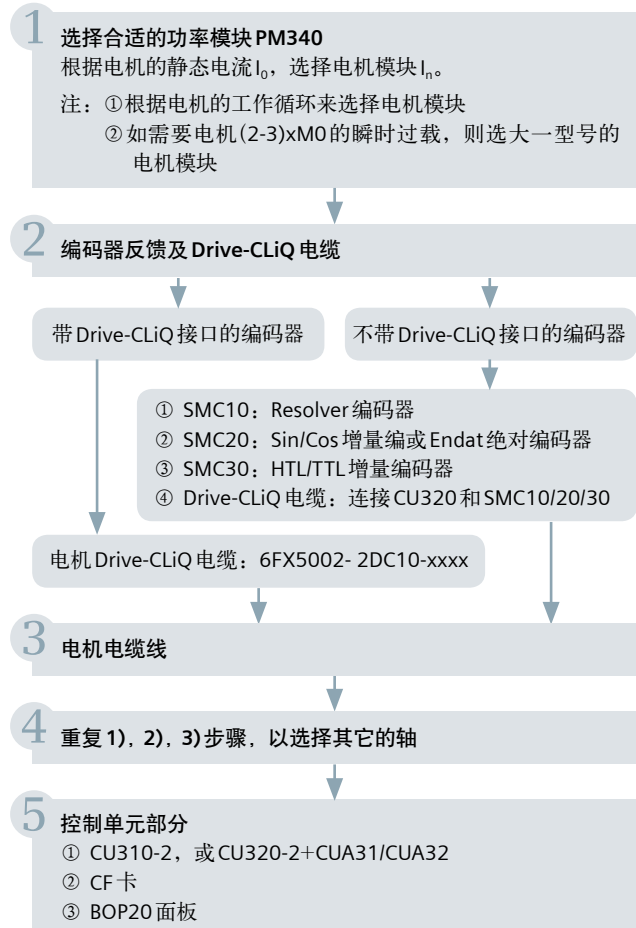 1
选择合适的功率模块PM340
根据电机的静态电流I0，选择电机模块In。
注：①根据电机的工作循环来选择电机模块
②如需要电机(2-3)xM0的瞬时过载，则选大一型号的
电机模块
2
编码器反馈及Drive-CLiQ电缆
带Drive-CLiQ接口的编码器
不带Drive-CLiQ接口的编码器
① SMC10：Resolver编码器
② SMC20：Sin/Cos增量编或Endat绝对编码器
③ SMC30：HTL/TTL增量编码器
④ Drive-CLiQ电缆：连接CU320和SMC10/20/30
电机Drive-CLiQ电缆：6FX5002- 2DC10-xxxx
3
电机电缆线
4
重复1)，2)，3)步骤，以选择其它的轴
5
控制单元部分
① CU310-2，或CU320-2+CUA31/CUA32
② CF卡
③ BOP20面板